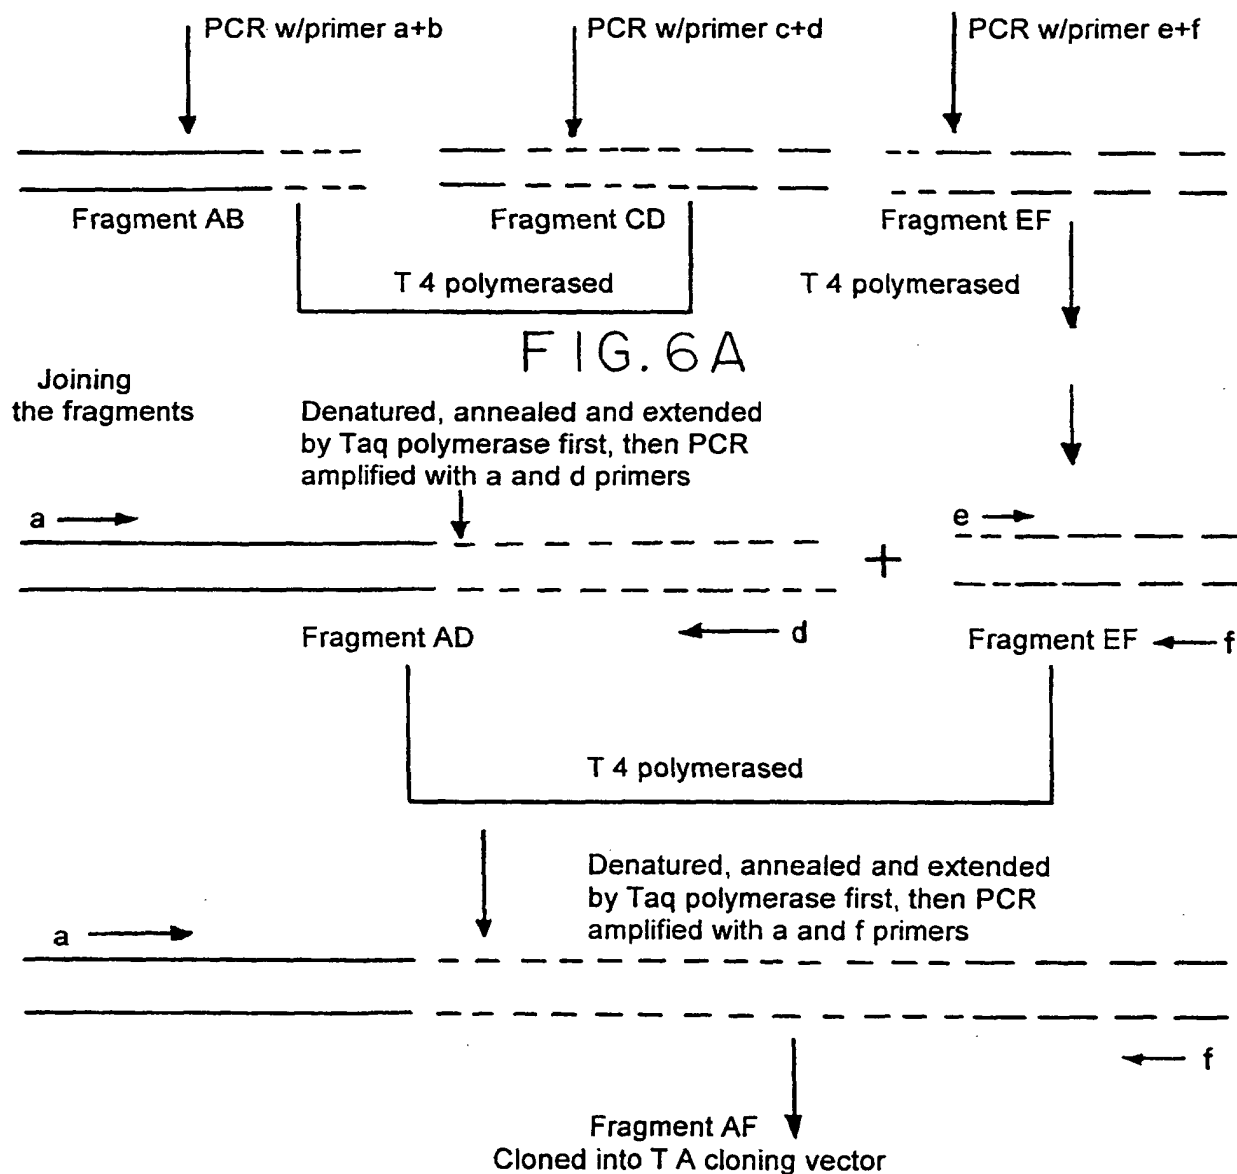 PCR w/primer a+b
PCR w/primer c+d
PCR w/primer e+f
Fragment AB
Fragment CD
Fragment EF
T 4 polymerased
T 4 polymerased
FIG. 6A
Joining
the fragments
Denatured, annealed and extended
by Taq polymerase first, then PCR
amplified with a and d primers
a
e
+
Fragment AD
d
Fragment EF
f
T 4 polymerased
Denatured, annealed and extended
by Taq polymerase first, then PCR
amplified with a and f primers
a
f
Fragment AF
Cloned into T A cloning vector